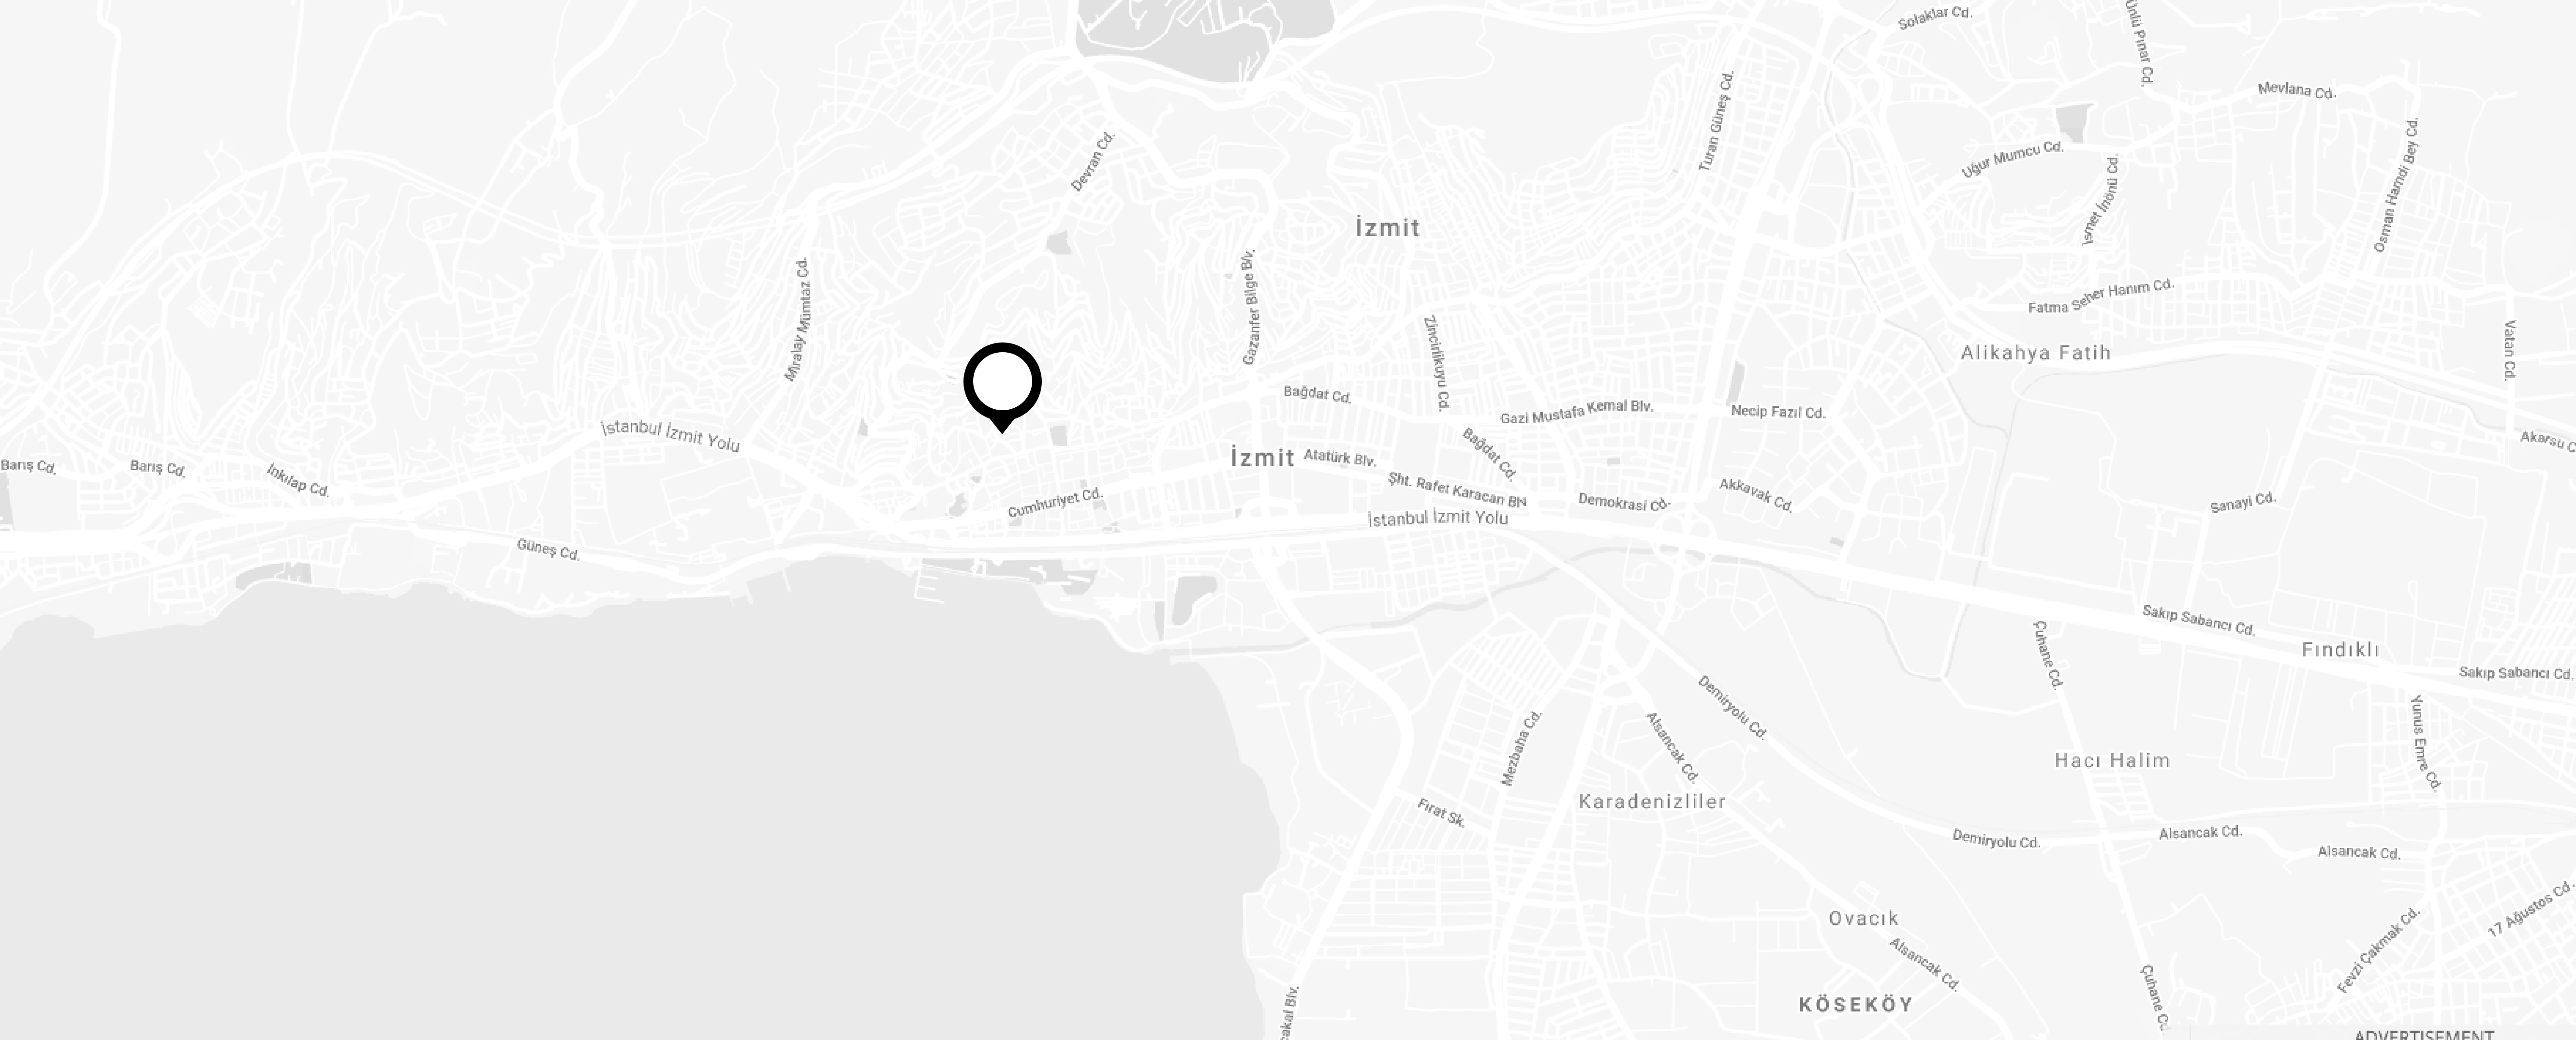 Solaklar Cd.
Ünlü Pınar Cd.
Mevlana Cd.
Turan Güneş Cd.
Devran Cd.
Uğur Mumcu Cd.
İsmet İnönü Cd.
Osman Hamdi Bey Cd.
İzmit
Miralay Mümtaz Cd.
Gazanfer Bilge Blv.
Fatma Seher Hanım Cd.
Zincirlikuyu Cd.
Alikahya Fatih
Vatan Cd.
Bağdat Cd.
Gazi Mustafa Kemal Blv.
Necip Fazıl Cd.
İstanbul İzmit Yolu
Akarsu C
Barış Cd.
Barış Cd.
İnkılap Cd.
İzmit
Atatürk Blv.
Bağdat Cd.
Şht. Rafet Karacan BN
Cumhuriyet Cd.
Demokrasi Cd.
Akkavak Cd.
Sanayi Cd.
İstanbul İzmit Yolu
Güneş Cd.
Sakıp Sabancı Cd.
Çuhane Cd.
Fındıklı
Sakıp Sabancı Cd.
Demiryolu Cd.
Yunus Emre Cd.
Mezbaha Cd.
Alsancak Cd.
Hacı Halim
Karadenizliler
Fırat Sk.
Demiryolu Cd.
Alsancak Cd.
Alsancak Cd.
Ovacık
17 Ağustos Cd.
Fevzi Çakmak Cd.
Alsancak Cd.
Çuhane C
KÖSEKÖY
akal Blv.
ADVERTISEMENT